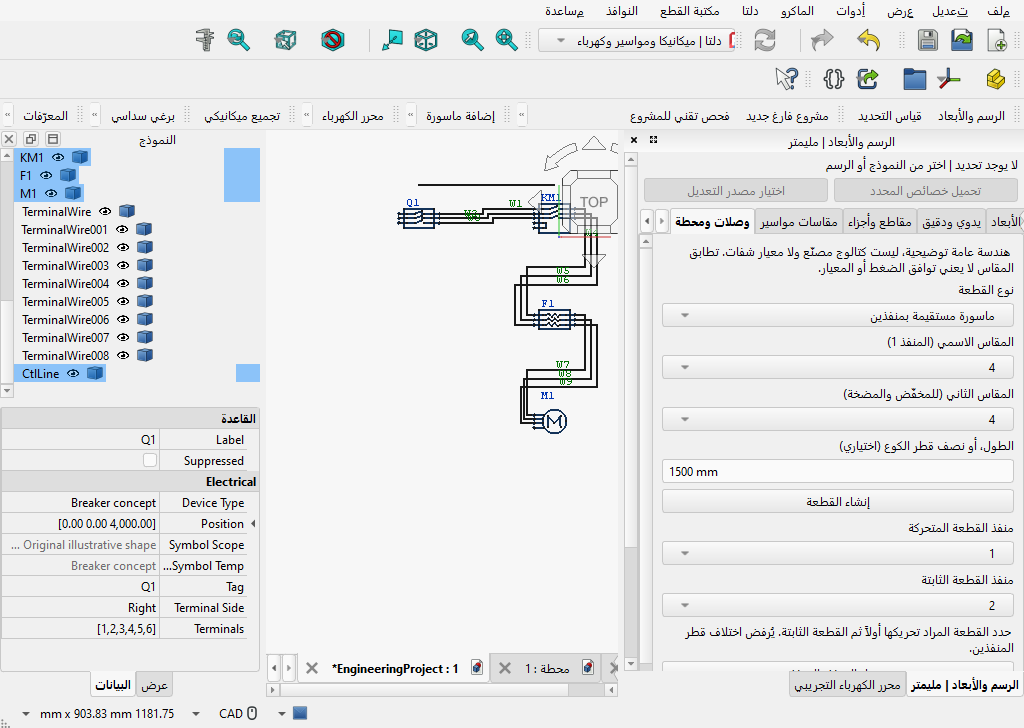 ملف تعديل عرض أدوات الماكرو دلتا مكتبة القطع النوافذ مساعدة
دلتا | ميكانيكا ومواسير وكهرباء
الرسم والأبعاد قياس التحديد مشروع فارغ جديد فحص تقني للمشروع
إضافة ماسورة محرر الكهرباء تجميع ميكانيكي برغي سداسي المعرّفات
الرسم والأبعاد | مليمتر
لا يوجد تحديد | اختر من النموذج أو الرسم
تحميل خصائص المحدد اختيار مصدر التعديل
الأبعاد يدوي ودقيق مقاطع وأجزاء مقاسات مواسير وصلات ومحطة
هندسة عامة توضيحية، ليست كتالوج مصنّع ولا معيار شفات. تطابق
المقاس لا يعني توافق الضغط أو المعيار.
نوع القطعة
ماسورة مستقيمة بمنفذين
المقاس الاسمي (المنفذ 1)
4
المقاس الثاني (للمخفّض والمضخة)
4
الطول، أو نصف قطر الكوع (اختياري)
1500 mm
إنشاء القطعة
منفذ القطعة المتحركة
1
منفذ القطعة الثابتة
2
حدد القطعة المراد تحريكها أولاً ثم القطعة الثابتة. يُرفض اختلاف قطر
المنفذين.
الرسم والأبعاد | مليمتر محرر الكهرباء التجريبي
TOP
Q1
W1
KM1
W5
W6
F1
W7
W8
W9
M1
M
محطة : 1
*EngineeringProject : 1
النموذج
KM1
F1
M1
TerminalWire
TerminalWire001
TerminalWire002
TerminalWire003
TerminalWire004
TerminalWire005
TerminalWire006
TerminalWire007
TerminalWire008
CtlLine
القاعدة
Label Q1
Suppressed
Electrical
Device Type Breaker concept
Position [0.00 0.00 4,000.00]
Symbol Scope Original illustrative shape ...
Symbol Temp... Breaker concept
Tag Q1
Terminal Side Right
Terminals [1,2,3,4,5,6]
عرض البيانات
CAD
mm x 903.83 mm 1181.75